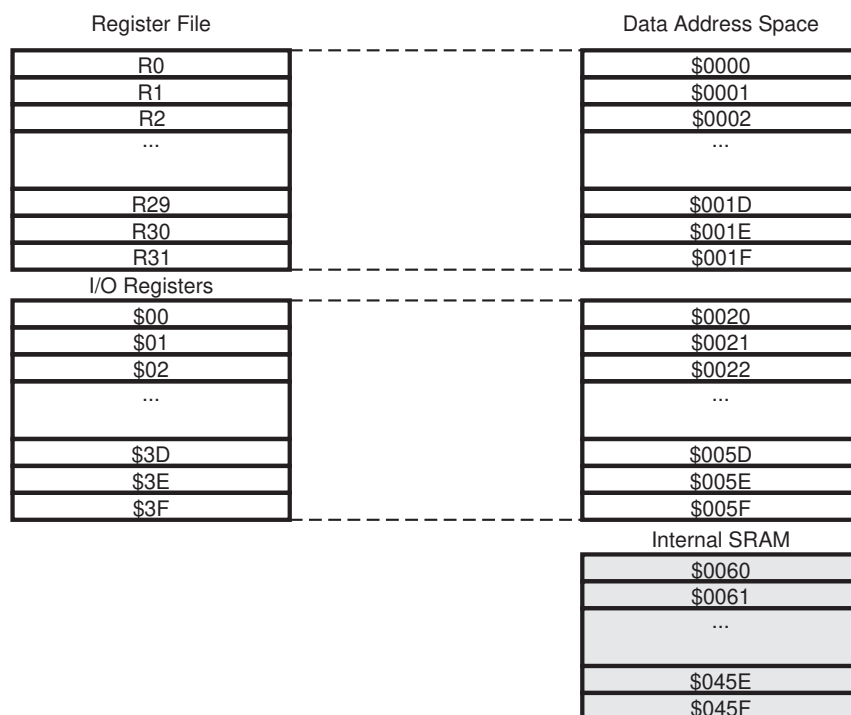 Register File
Data Address Space
R0
$0000
R1
$0001
R2
$0002
...
...
R29
$001D
R30
$001E
R31
$001F
I/O Registers
$00
$0020
$01
$0021
$02
$0022
...
...
$3D
$005D
$3E
$005E
$3F
$005F
Internal SRAM
$0060
$0061
...
$045E
$045F